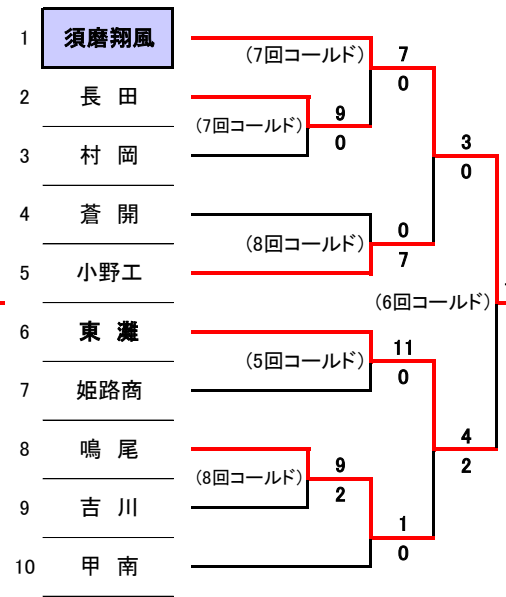 1 須磨翔風
(7回コールド) 7
0
2 長田
(7回コールド) 9
0
3 村岡
3
0
4 蒼開
(8回コールド) 0
7
5 小野工
(6回コールド)
6 東灘
(5回コールド) 11
0
7 姫路商
4
2
8 鳴尾
(8回コールド) 9
2
9 吉川
1
0
10 甲南